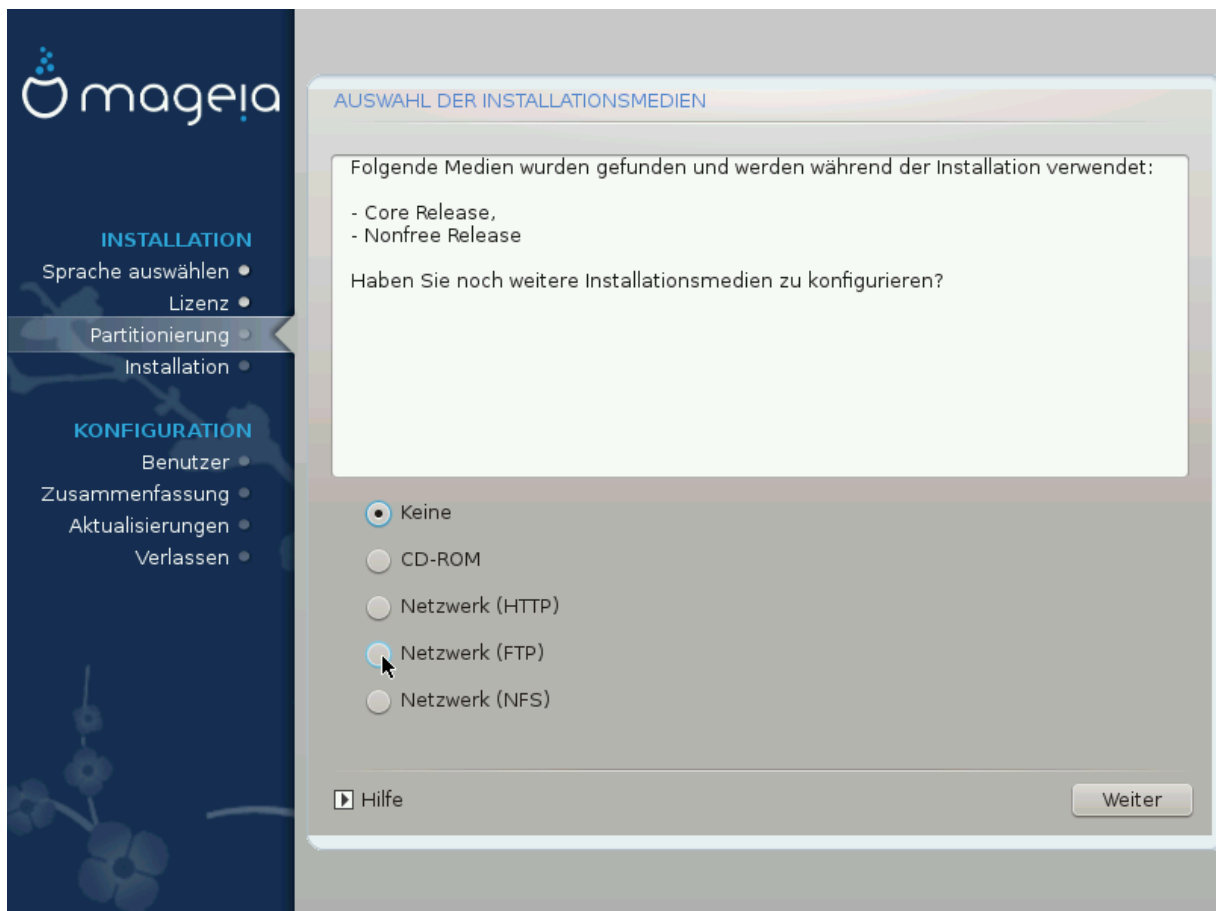 mageia
INSTALLATION
Sprache auswählen
Lizenz
Partitionierung
Installation
KONFIGURATION
Benutzer
Zusammenfassung
Aktualisierungen
Verlassen
AUSWAHL DER INSTALLATIONSMEDIEN
Folgende Medien wurden gefunden und werden während der Installation verwendet:
- Core Release,
- Nonfree Release
Haben Sie noch weitere Installationsmedien zu konfigurieren?
Keine
CD-ROM
Netzwerk (HTTP)
Netzwerk (FTP)
Netzwerk (NFS)
Hilfe
Weiter